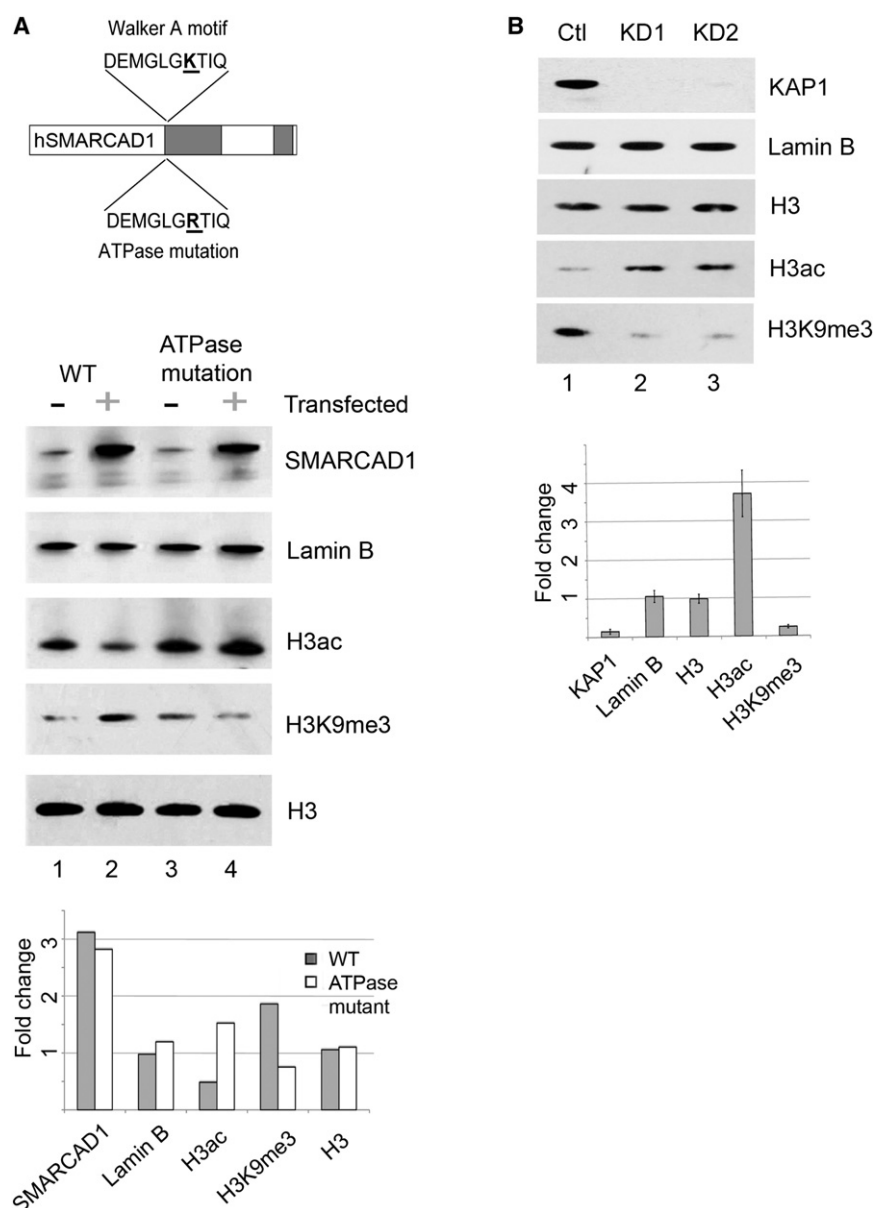 A
Walker A motif
DEMGLGKTIQ
hSMARCAD1
DEMGLGRTIQ
ATPase mutation
WT
ATPase
mutation
- + - + Transfected
SMARCAD1
Lamin B
H3ac
H3K9me3
H3
1 2 3 4
Fold change
3
2
1
WT
ATPase
mutant
SMARCAD1
Lamin B
H3ac
H3K9me3
H3
B
Ctl KD1 KD2
KAP1
Lamin B
H3
H3ac
H3K9me3
1 2 3
Fold change
4
3
2
1
KAP1
Lamin B
H3
H3ac
H3K9me3